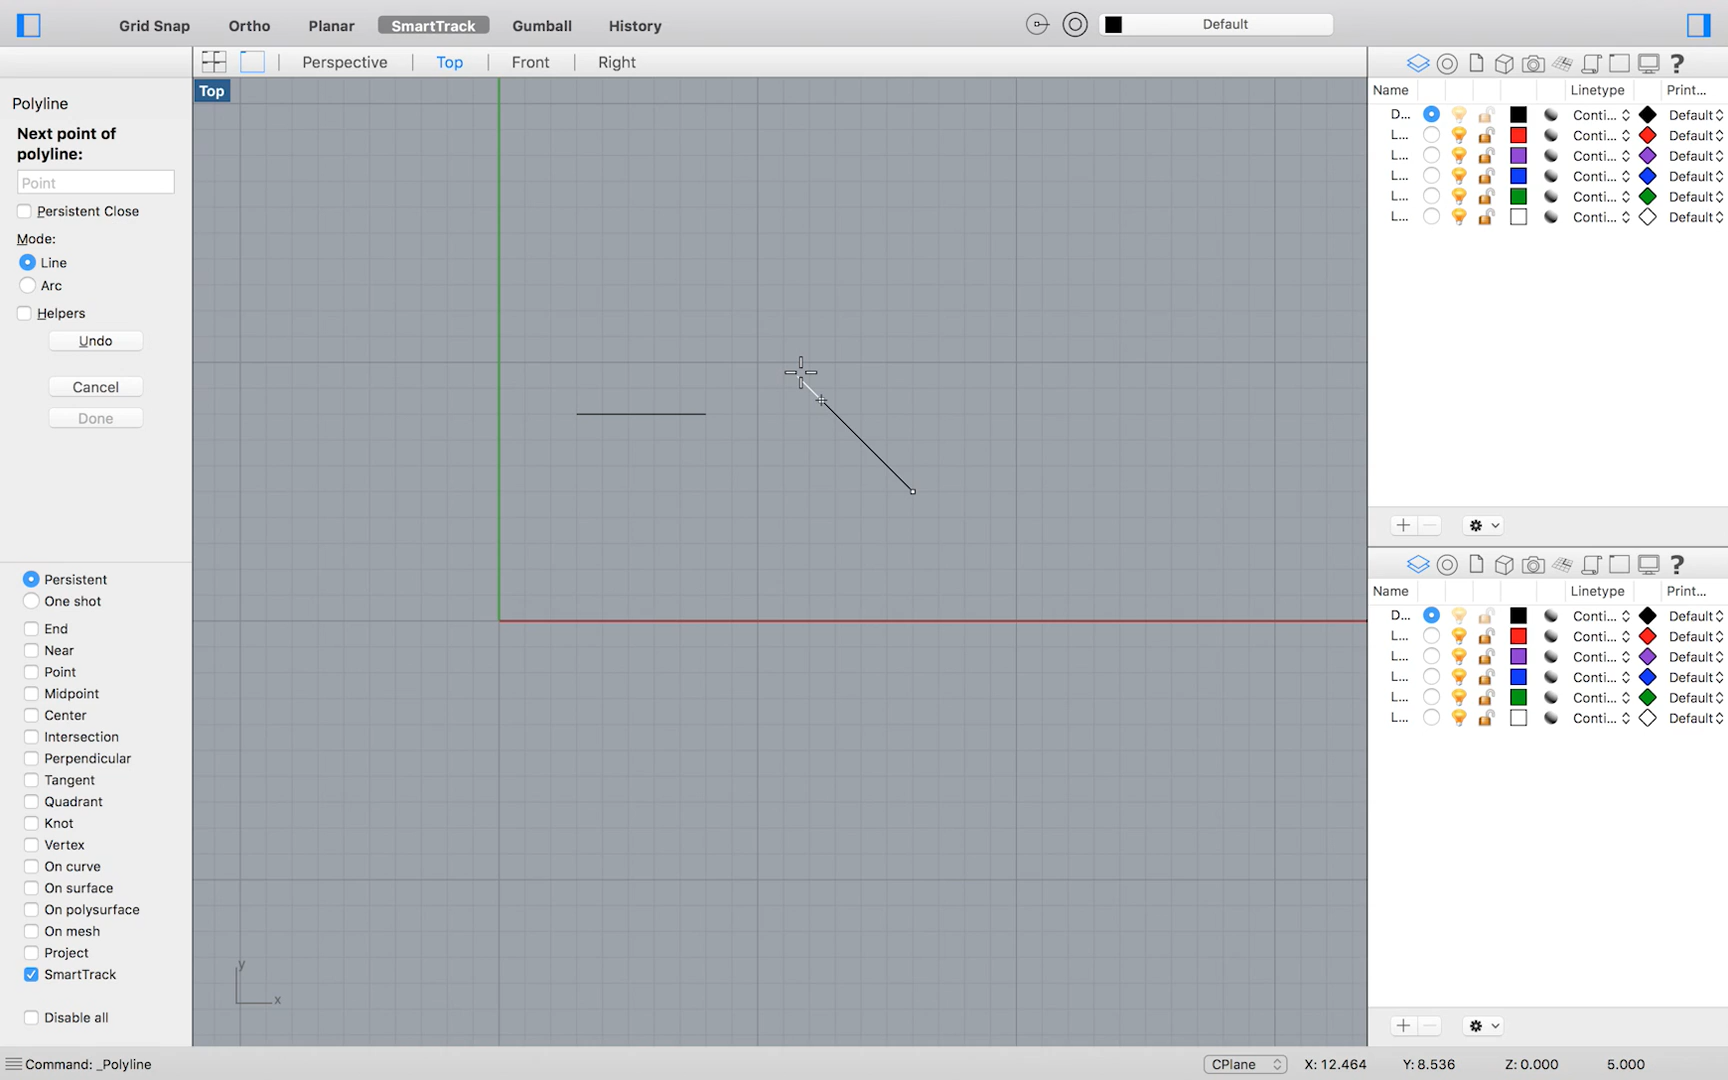 Grid Snap Ortho Planar SmartTrack Gumball History Default
Perspective Top Front Right
Top
Polyline
Next point of
polyline:
Point
Persistent Close
Mode:
Line
Arc
Helpers
Undo
Cancel
Done
Persistent
One shot
End
Near
Point
Midpoint
Center
Intersection
Perpendicular
Tangent
Quadrant
Knot
Vertex
On curve
On surface
On polysurface
On mesh
Project
SmartTrack
Disable all
y
x
Name Linetype Print...
D... Conti... Default
L... Conti... Default
L... Conti... Default
L... Conti... Default
L... Conti... Default
L... Conti... Default
Name Linetype Print...
D... Conti... Default
L... Conti... Default
L... Conti... Default
L... Conti... Default
L... Conti... Default
L... Conti... Default
Command: _Polyline CPlane X: 12.464 Y: 8.536 Z: 0.000 5.000